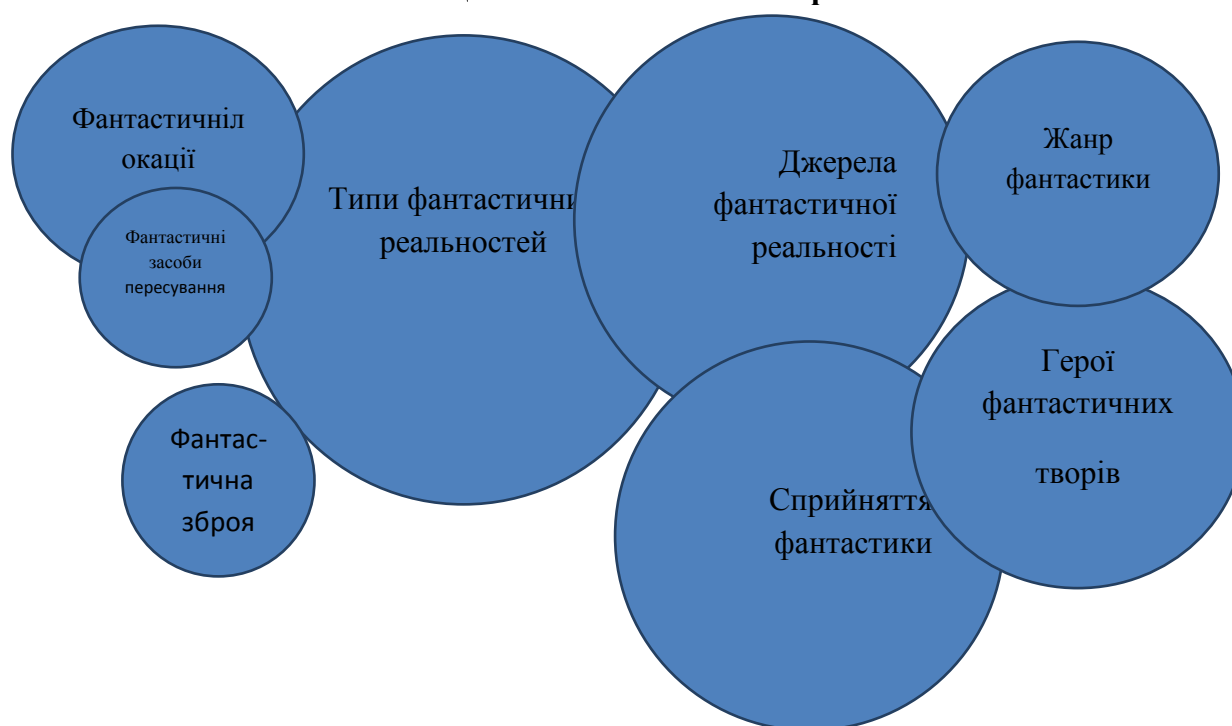 Фантастичніл
окації
Фантастичні
засоби
пересування
Фантас-
тична
зброя
Типи
реальностей
Джерела
фантастичної
реальності
Сприйняття
фантастики
Жанр
фантастики
Герої
фантастичних
творів